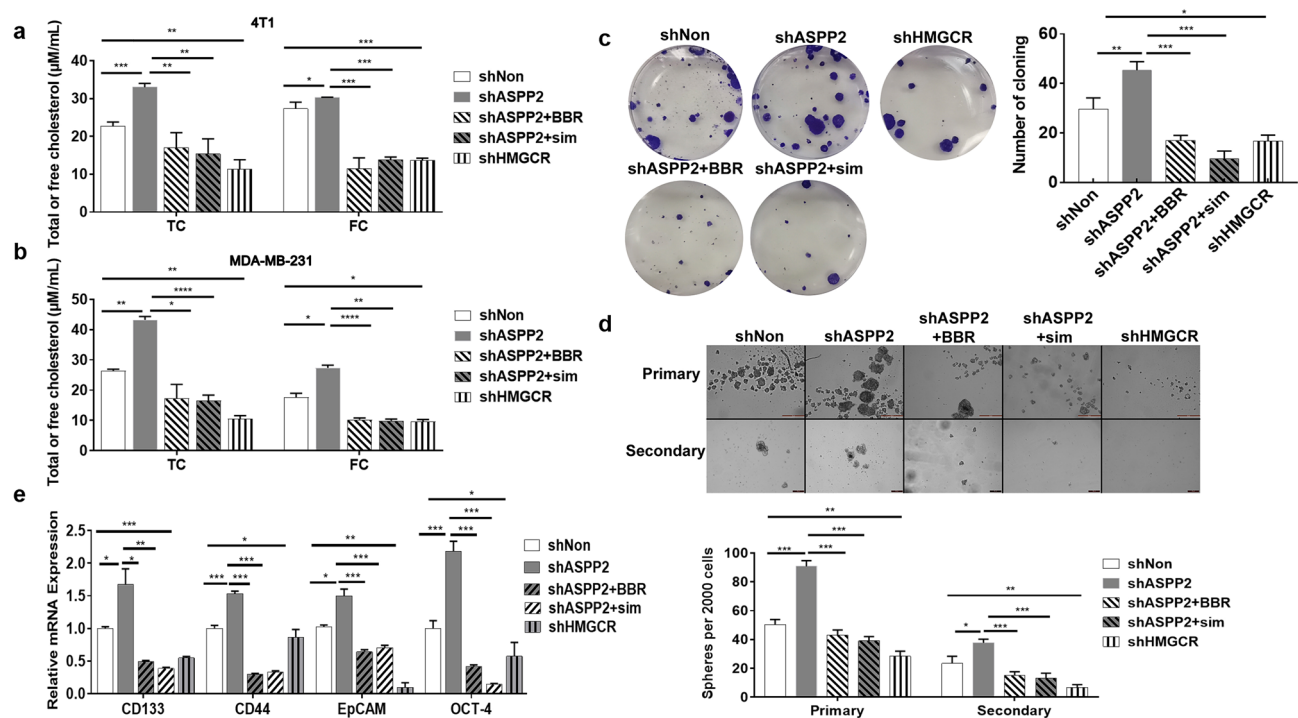 a
4T1
Total or free cholesterol (µM/mL)
40
30
20
10
0
***
**
**
**
*
***
***
***
TC
FC
shNon
shASPP2
shASPP2+BBR
shASPP2+sim
shHMGCR
b
MDA-MB-231
Total or free cholesterol (µM/mL)
50
40
30
20
10
0
**
*
****
**
*
****
**
*
TC
FC
shNon
shASPP2
shASPP2+BBR
shASPP2+sim
shHMGCR
c
shNon
shASPP2
shHMGCR
shASPP2+BBR
shASPP2+sim
Number of cloning
60
40
20
0
*
***
***
**
shNon
shASPP2
shASPP2+BBR
shASPP2+sim
shHMGCR
d
shNon
shASPP2
shASPP2
+BBR
shASPP2
+sim
shHMGCR
Primary
Secondary
Spheres per 2000 cells
100
80
60
40
20
0
**
***
***
***
**
***
*
***
Primary
Secondary
shNon
shASPP2
shASPP2+BBR
shASPP2+sim
shHMGCR
e
Relative mRNA Expression
2.5
2.0
1.5
1.0
0.5
0.0
***
**
*
*
*
***
***
***
**
***
*
***
*
***
***
***
CD133
CD44
EpCAM
OCT-4
shNon
shASPP2
shASPP2+BBR
shASPP2+sim
shHMGCR